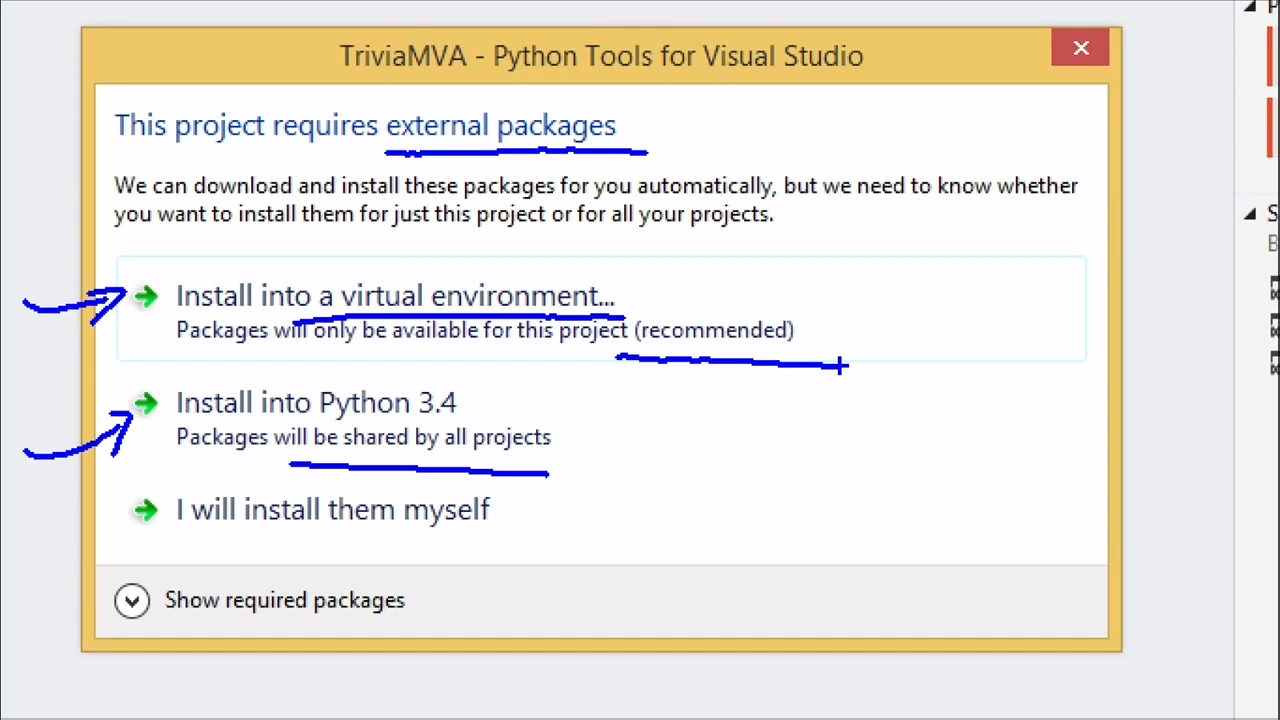 TriviaMVA - Python Tools for Visual Studio
This project requires external packages
We can download and install these packages for you automatically, but we need to know whether
you want to install them for just this project or for all your projects.
Install into a virtual environment...
Packages will only be available for this project (recommended)
Install into Python 3.4
Packages will be shared by all projects
I will install them myself
Show required packages